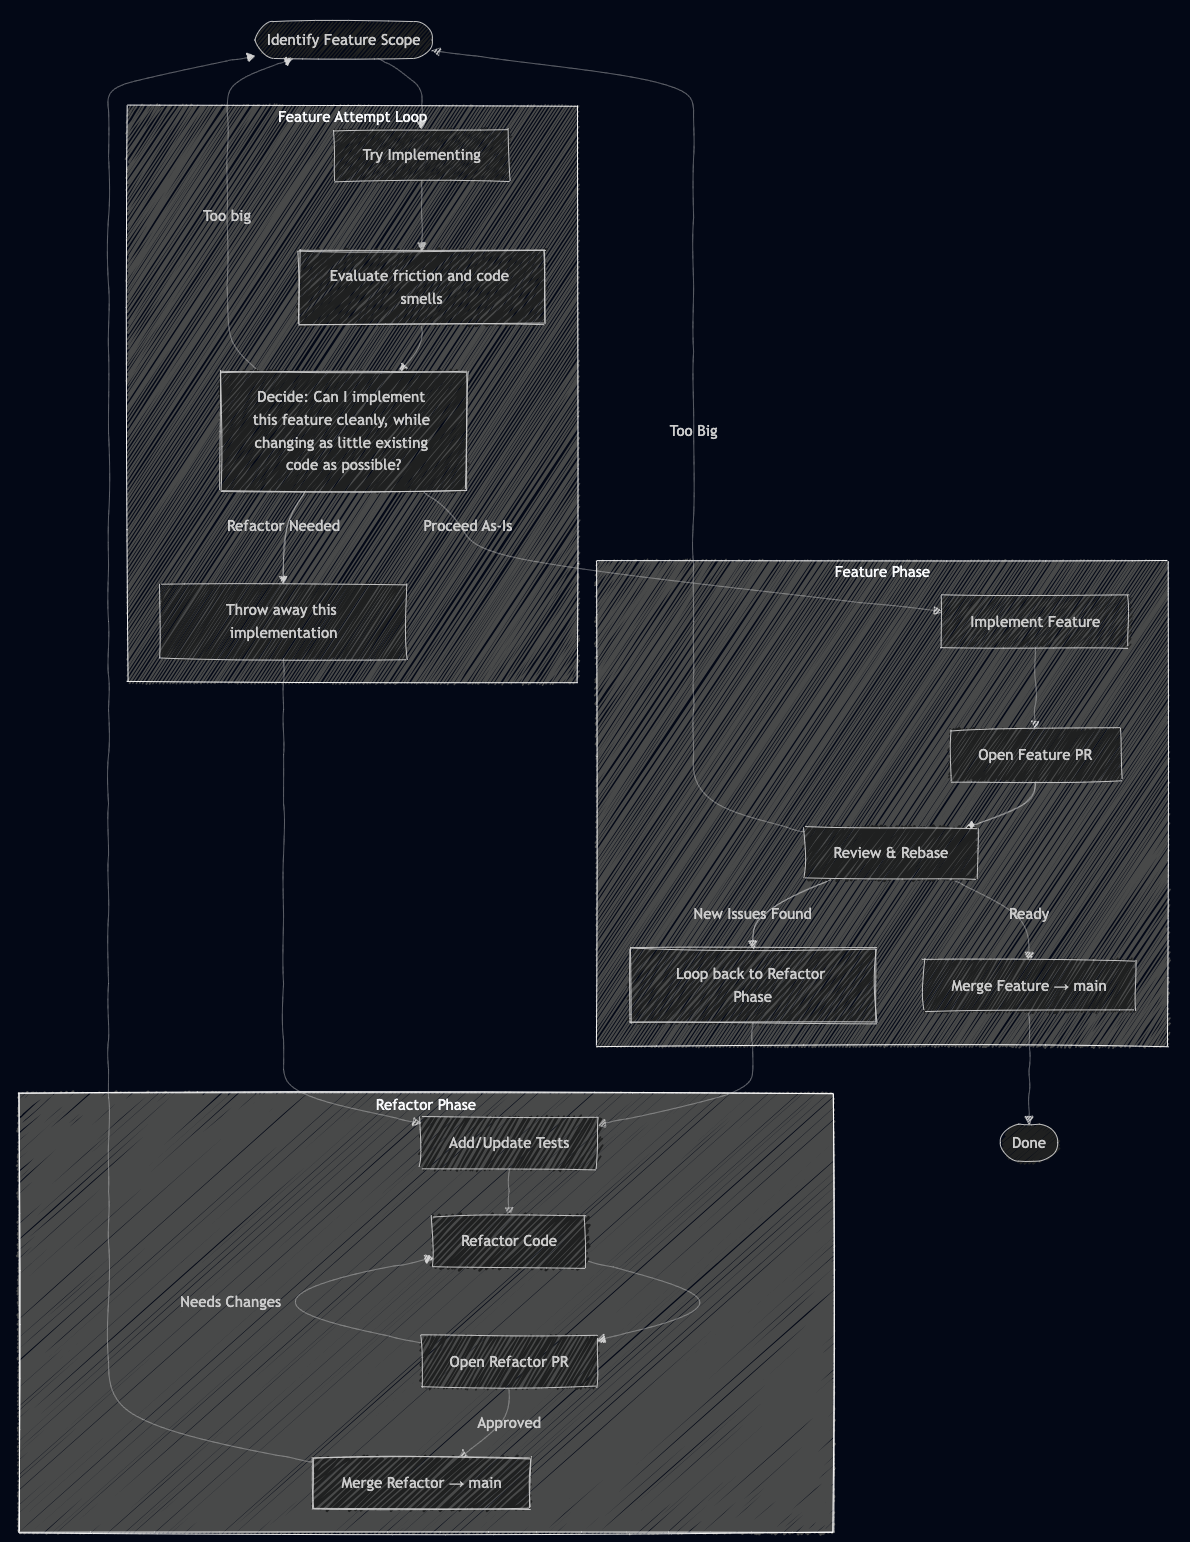 Identify Feature Scope
Feature Attempt Loop
Try Implementing
Too big
Evaluate friction and code
smells
Decide: Can I implement
this feature cleanly, while
changing as little existing
code as possible?
Too Big
Refactor Needed
Proceed As-Is
Throw away this
implementation
Feature Phase
Implement Feature
Open Feature PR
Review & Rebase
New Issues Found
Ready
Loop back to Refactor
Phase
Merge Feature → main
Refactor Phase
Add/Update Tests
Done
Refactor Code
Needs Changes
Open Refactor PR
Approved
Merge Refactor → main